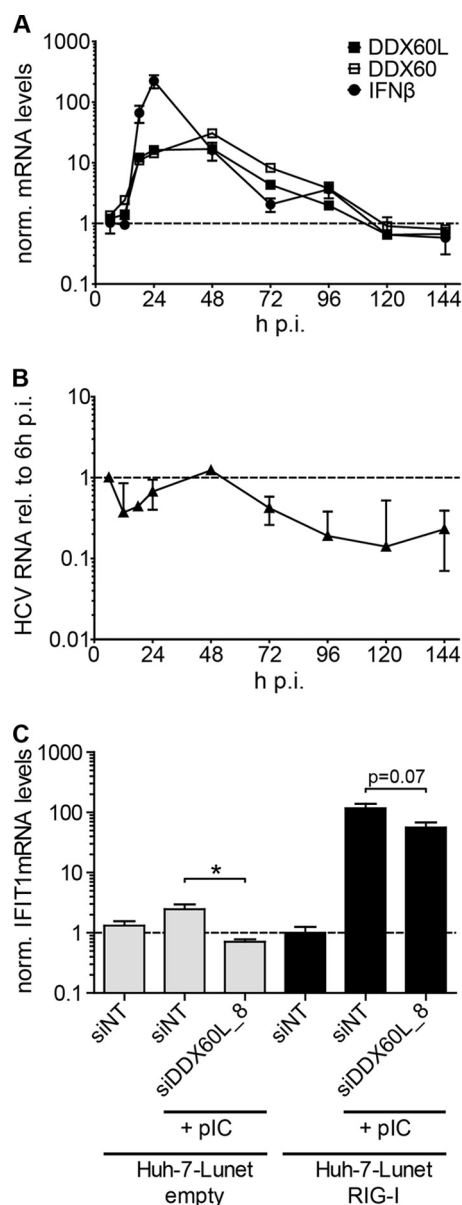 A
norm. mRNA levels
1000
100
10
1
0.1
DDX60L
DDX60
IFNβ
0 24 48 72 96 120 144
h p.i.
B
HCV RNA rel. to 6h p.i.
10
1
0.1
0.01
0 24 48 72 96 120 144
h p.i.
C
norm. IFIT1mRNA levels
1000
100
10
1
0.1
*
p=0.07
siNT siNT siDDX60L_8 siNT siNT siDDX60L_8
+ pIC + pIC
Huh-7-Lunet Huh-7-Lunet
empty RIG-I